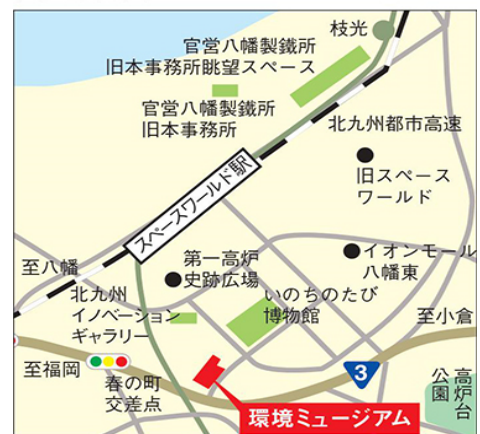 枝光
官営八幡製鐵所
旧本事務所眺望スペース
官営八幡製鐵所
旧本事務所
北九州都市高速
旧スペース
ワールド
スペースワールド駅
至八幡
第一高炉
史跡広場
イオンモール
八幡東
北九州
イノベーション
ギャラリー
いのちのたび
博物館
至小倉
至福岡
春の町
交差点
3
高炉台
公園
環境ミュージアム